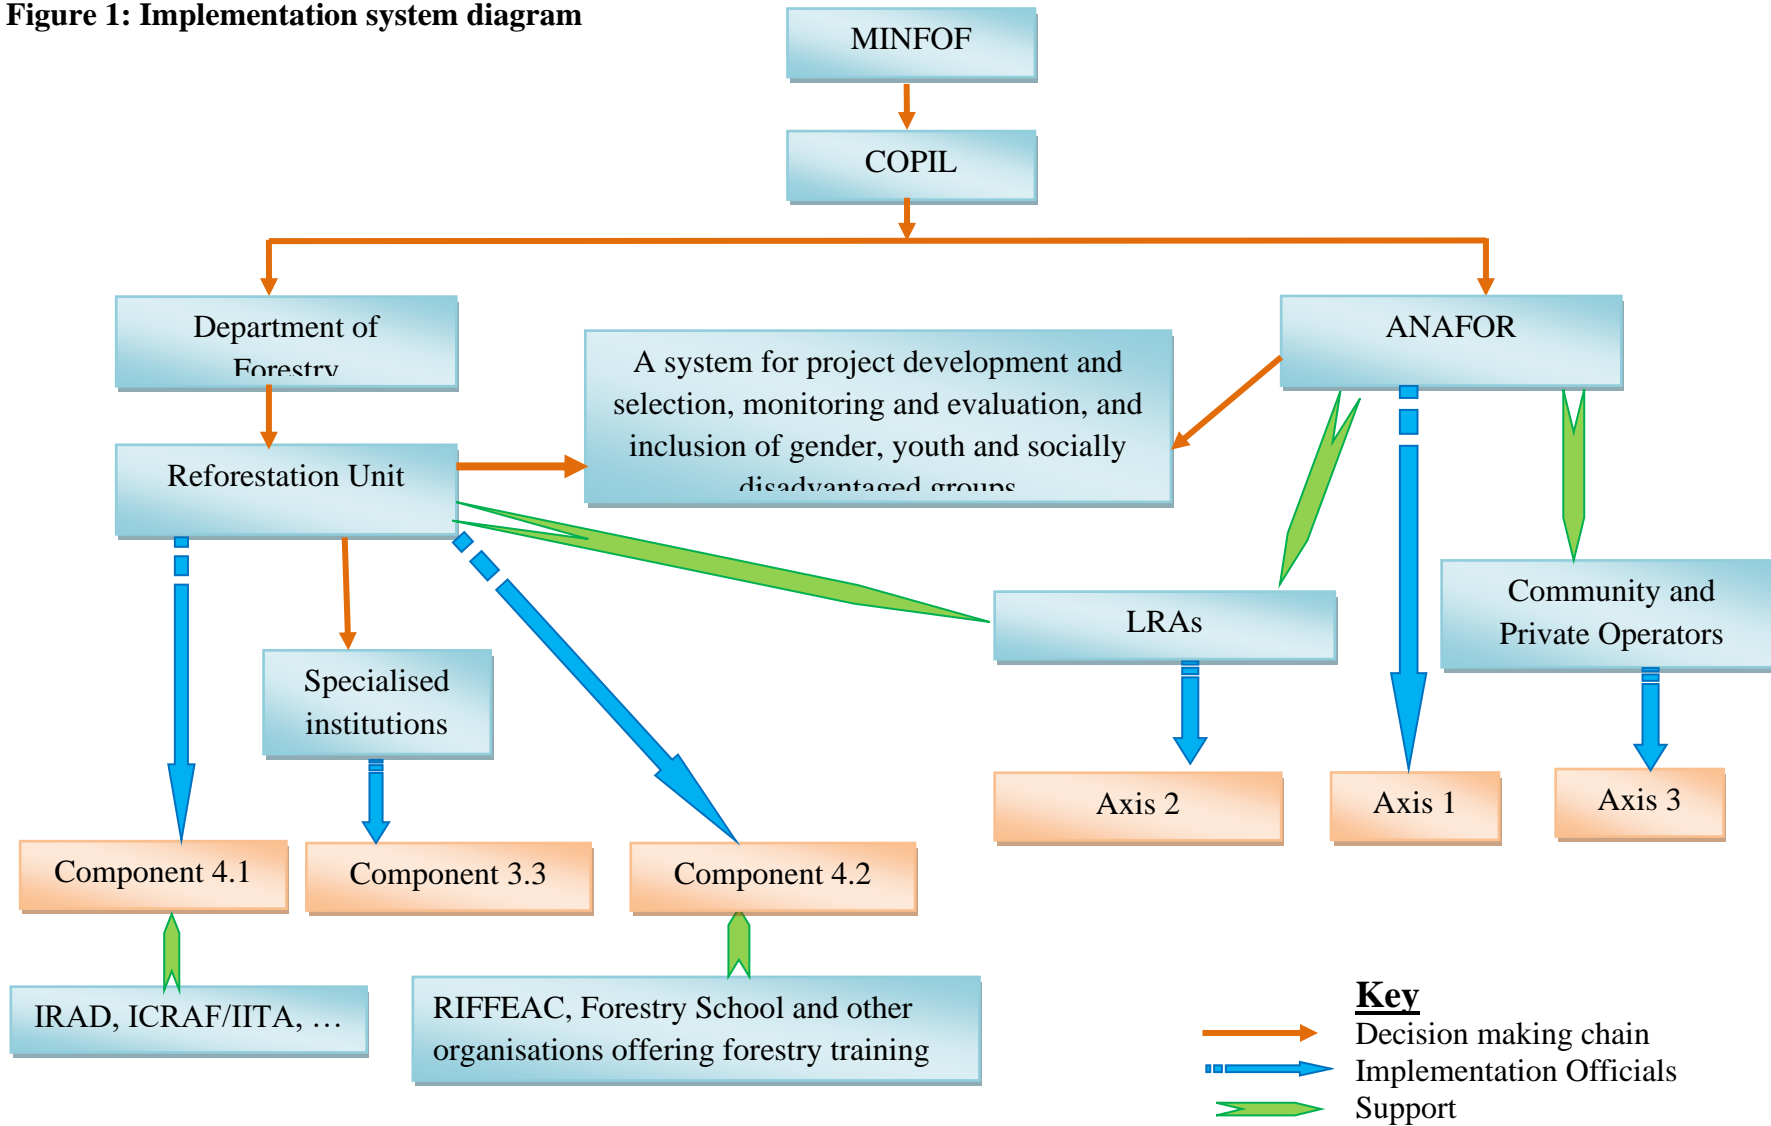 Figure 1: Implementation system diagram
MINFOF
COPIL
Department of
Forestry
ANAFOR
A system for project development and
selection, monitoring and evaluation, and
inclusion of gender, youth and socially
disadvantaged groups
Reforestation Unit
Community and
Private Operators
LRAs
Specialised
institutions
Axis 2
Axis 1
Axis 3
Component 4.1
Component 3.3
Component 4.2
IRAD, ICRAF/IITA, …
RIFFEAC, Forestry School and other
organisations offering forestry training
Key
Decision making chain
Implementation Officials
Support